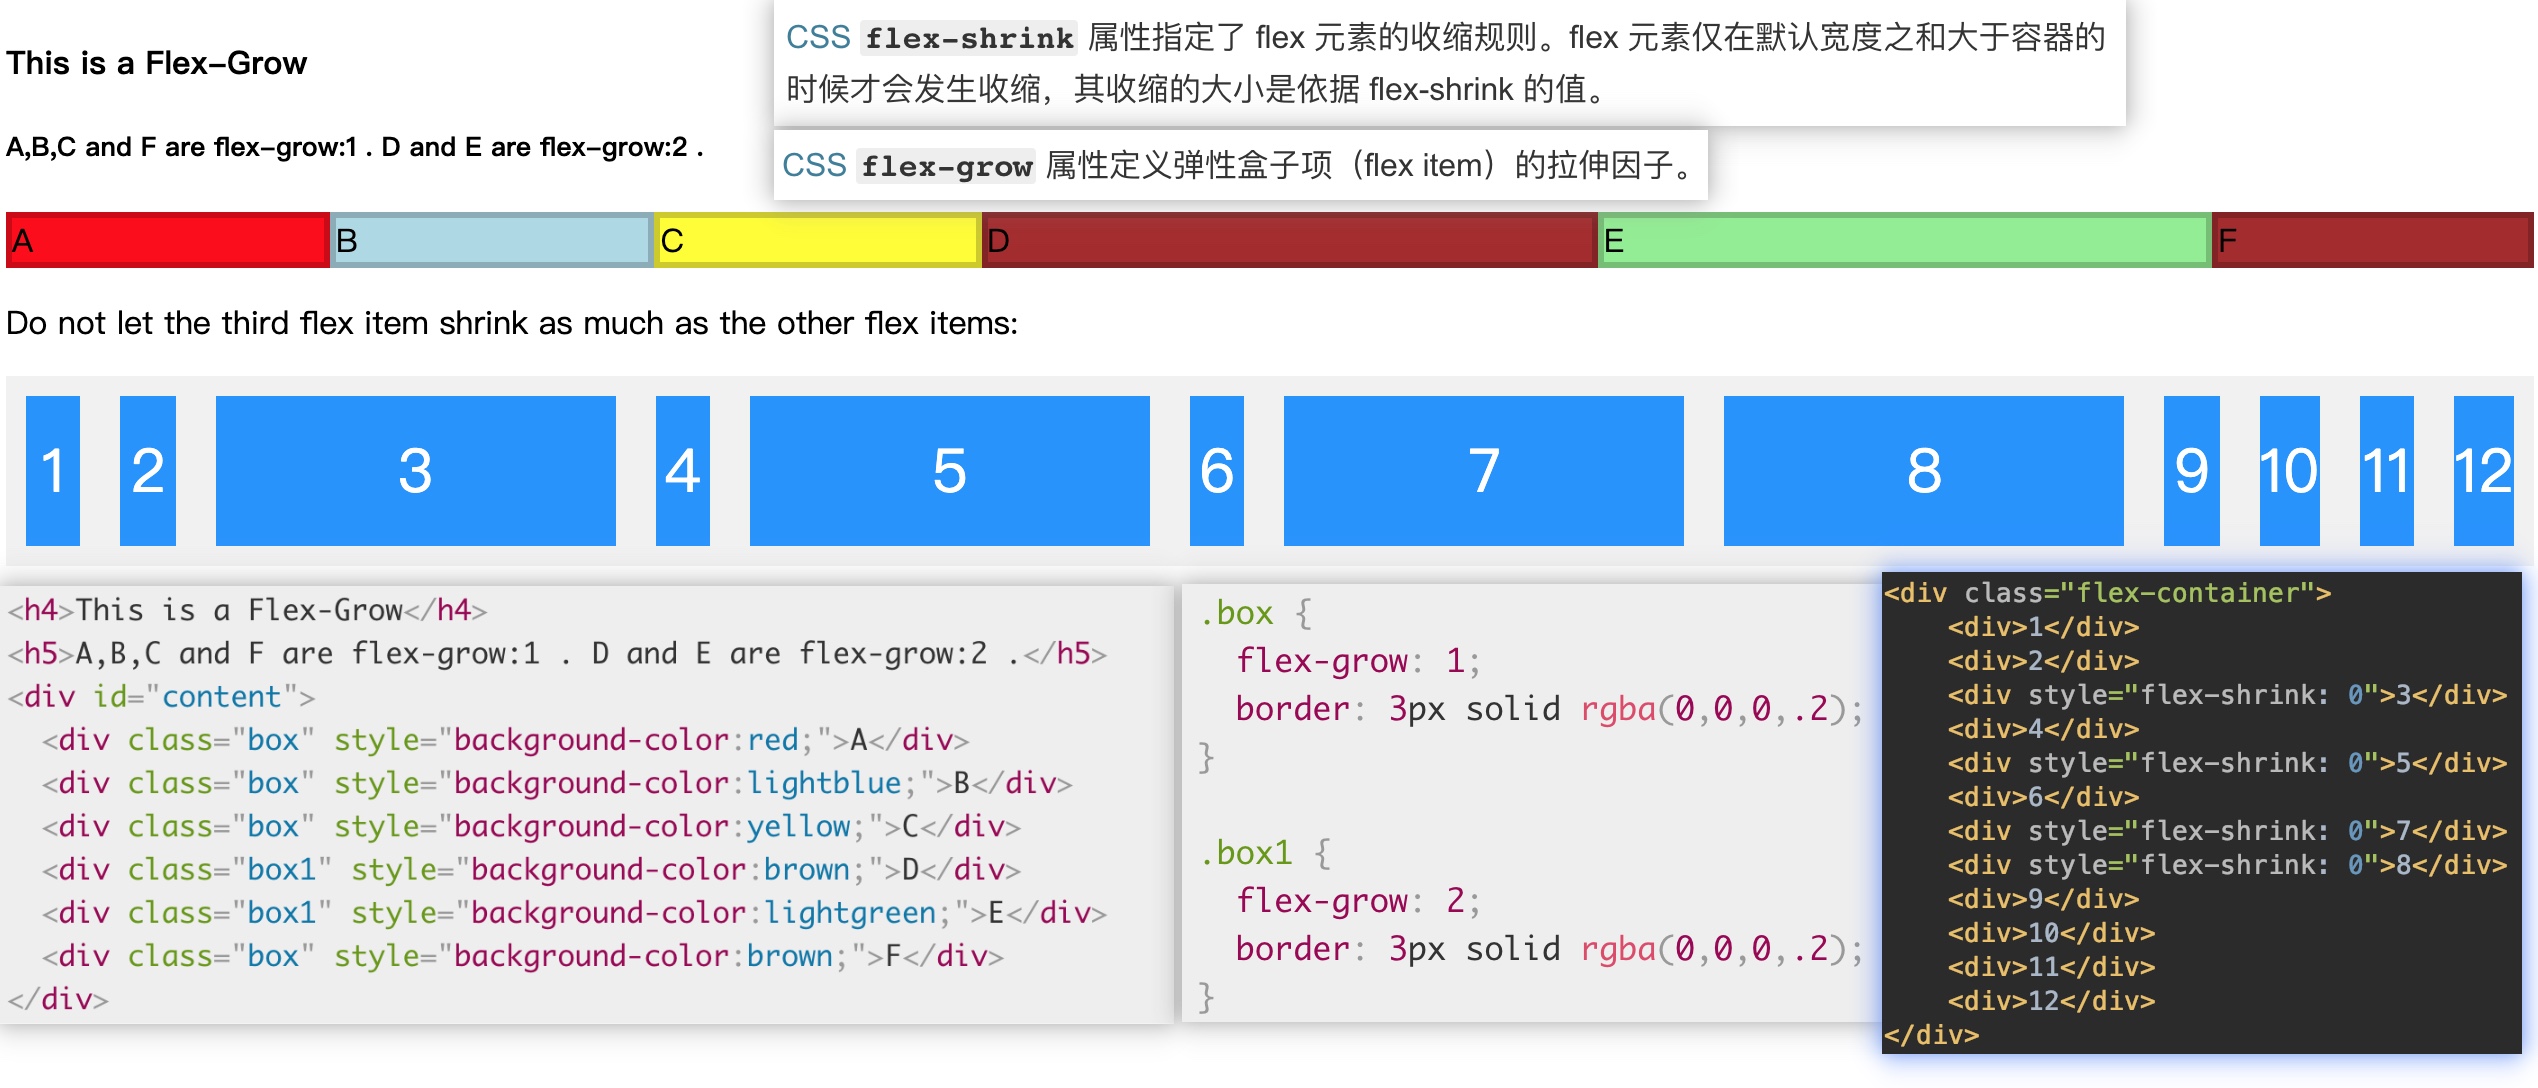 This is a Flex-Grow
CSS flex-shrink 属性指定了 flex 元素的收缩规则。flex 元素仅在默认宽度之和大于容器的
时候才会发生收缩，其收缩的大小是依据 flex-shrink 的值。
A,B,C and F are flex-grow:1 . D and E are flex-grow:2 .
CSS flex-grow 属性定义弹性盒子项（flex item）的拉伸因子。
A B C D E F
Do not let the third flex item shrink as much as the other flex items:
1 2 3 4 5 6 7 8 9 10 11 12
<h4>This is a Flex-Grow</h4>
<h5>A,B,C and F are flex-grow:1 . D and E are flex-grow:2 .</h5>
<div id="content">
  <div class="box" style="background-color:red;">A</div>
  <div class="box" style="background-color:lightblue;">B</div>
  <div class="box" style="background-color:yellow;">C</div>
  <div class="box1" style="background-color:brown;">D</div>
  <div class="box1" style="background-color:lightgreen;">E</div>
  <div class="box" style="background-color:brown;">F</div>
</div>
.box {
  flex-grow: 1;
  border: 3px solid rgba(0,0,0,.2);
}
.box1 {
  flex-grow: 2;
  border: 3px solid rgba(0,0,0,.2);
}
<div class="flex-container">
    <div>1</div>
    <div>2</div>
    <div style="flex-shrink: 0">3</div>
    <div>4</div>
    <div style="flex-shrink: 0">5</div>
    <div>6</div>
    <div style="flex-shrink: 0">7</div>
    <div style="flex-shrink: 0">8</div>
    <div>9</div>
    <div>10</div>
    <div>11</div>
    <div>12</div>
</div>